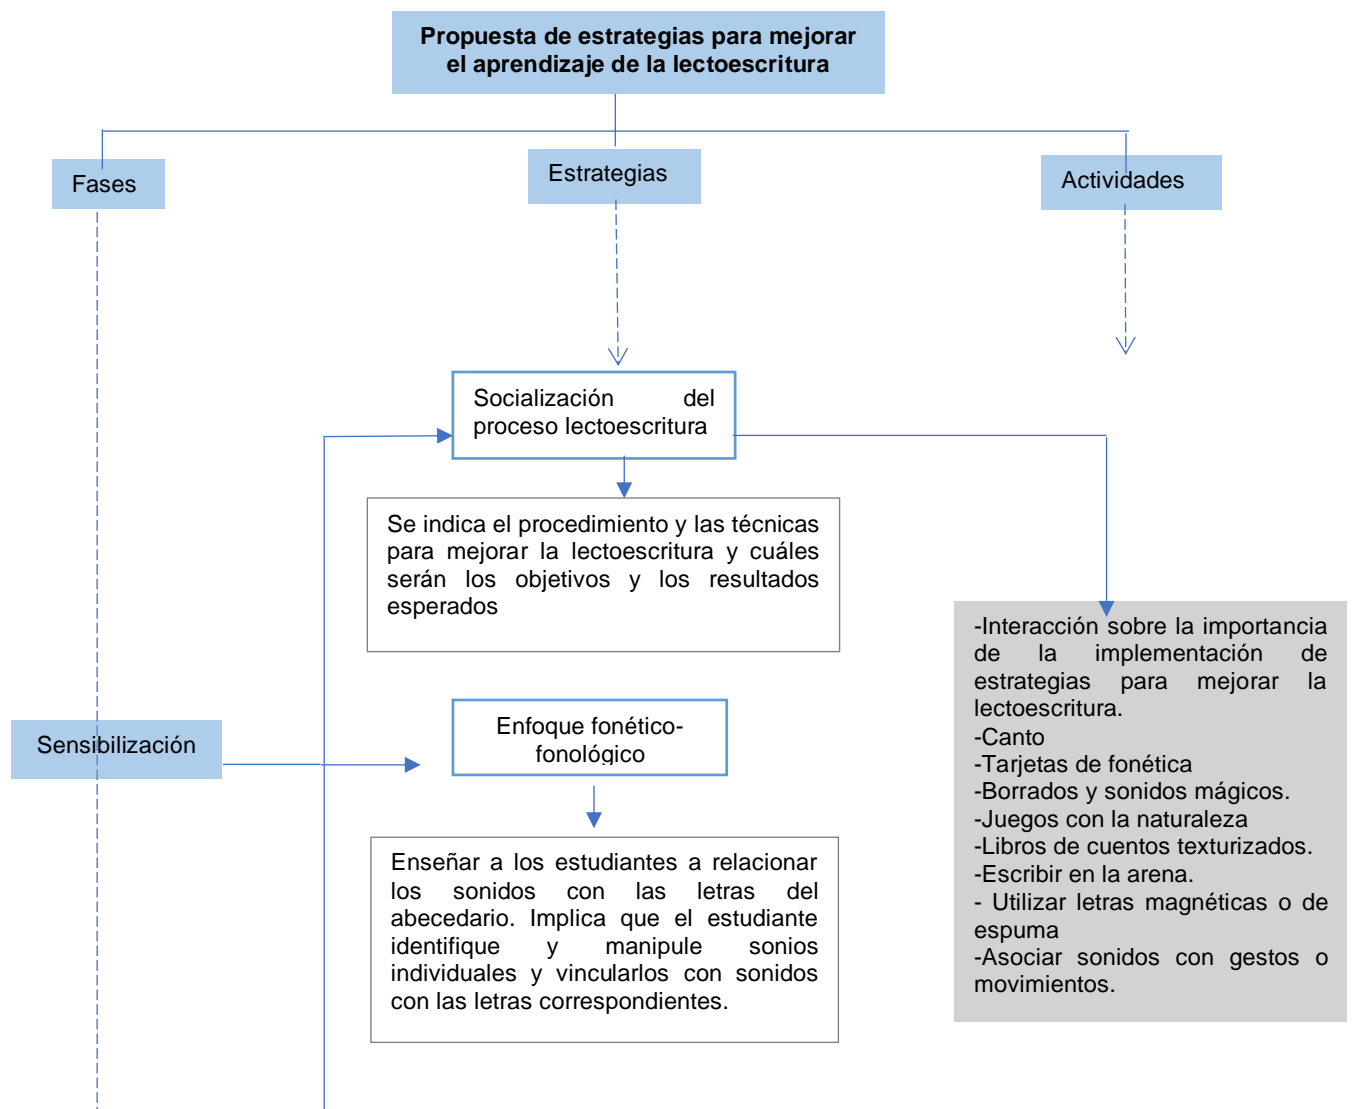 Propuesta de estrategias para mejorar
el aprendizaje de la lectoescritura
Fases
Estrategias
Actividades
Socialización del
proceso lectoescritura
Se indica el procedimiento y las técnicas
para mejorar la lectoescritura y cuáles
serán los objetivos y los resultados
esperados
Sensibilización
Enfoque fonético-
fonológico
Enseñar a los estudiantes a relacionar
los sonidos con las letras del
abecedario. Implica que el estudiante
identifique y manipule sonios
individuales y vincularlos con sonidos
con las letras correspondientes.
-Interacción sobre la importancia
de la implementación de
estrategias para mejorar la
lectoescritura.
-Canto
-Tarjetas de fonética
-Borrados y sonidos mágicos.
-Juegos con la naturaleza
-Libros de cuentos texturizados.
-Escribir en la arena.
- Utilizar letras magnéticas o de
espuma
-Asociar sonidos con gestos o
movimientos.